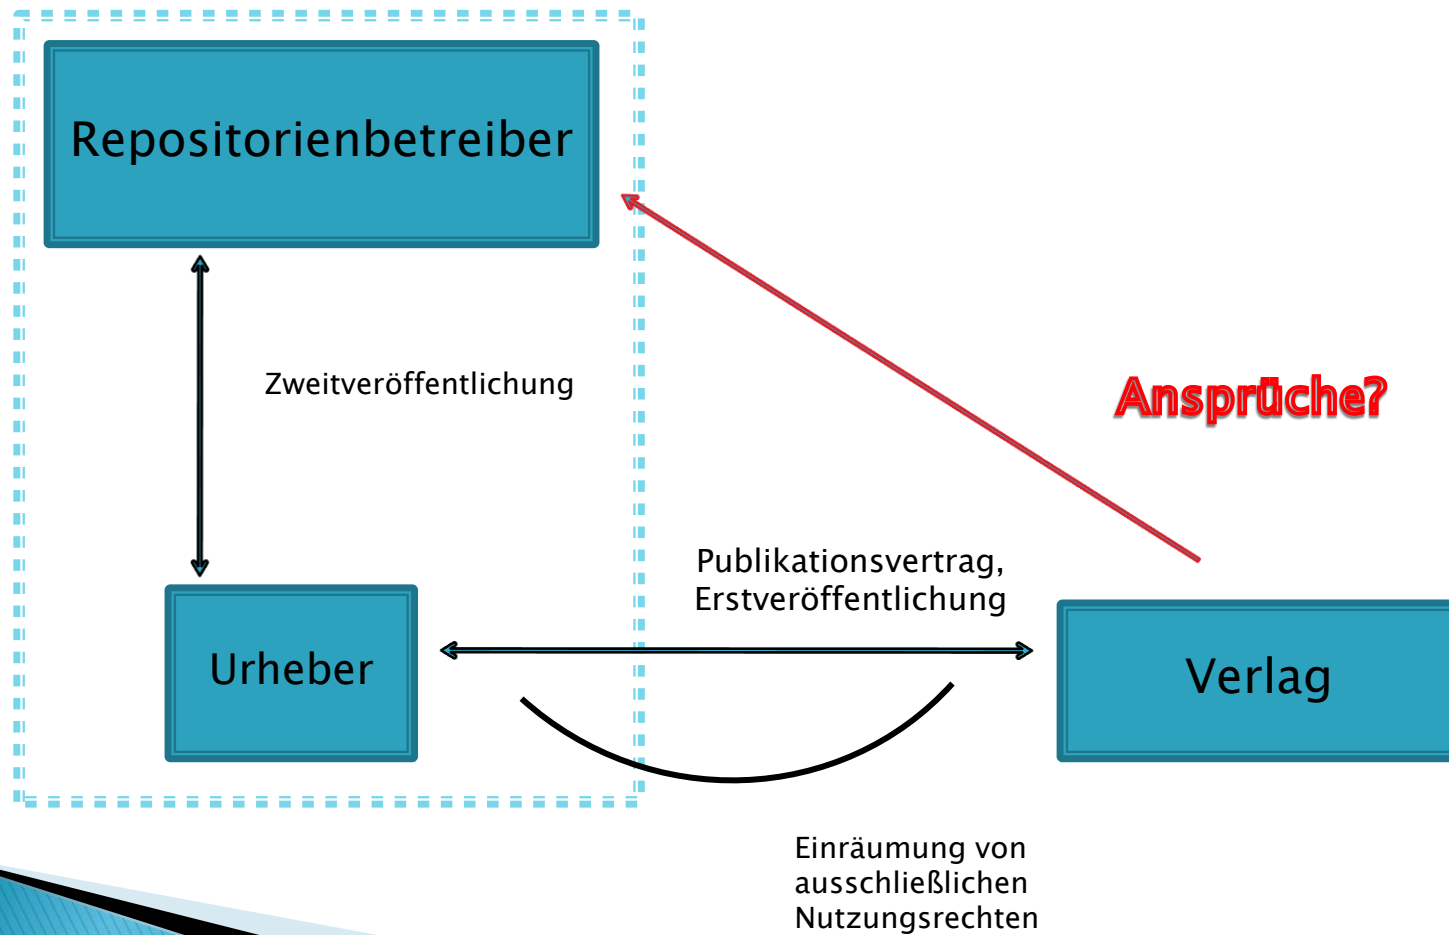 Repositorienbetreiber
Zweitveröffentlichung
Ansprüche?
Publikationsvertrag,
Erstveröffentlichung
Urheber
Verlag
Einräumung von
ausschließlichen
Nutzungsrechten